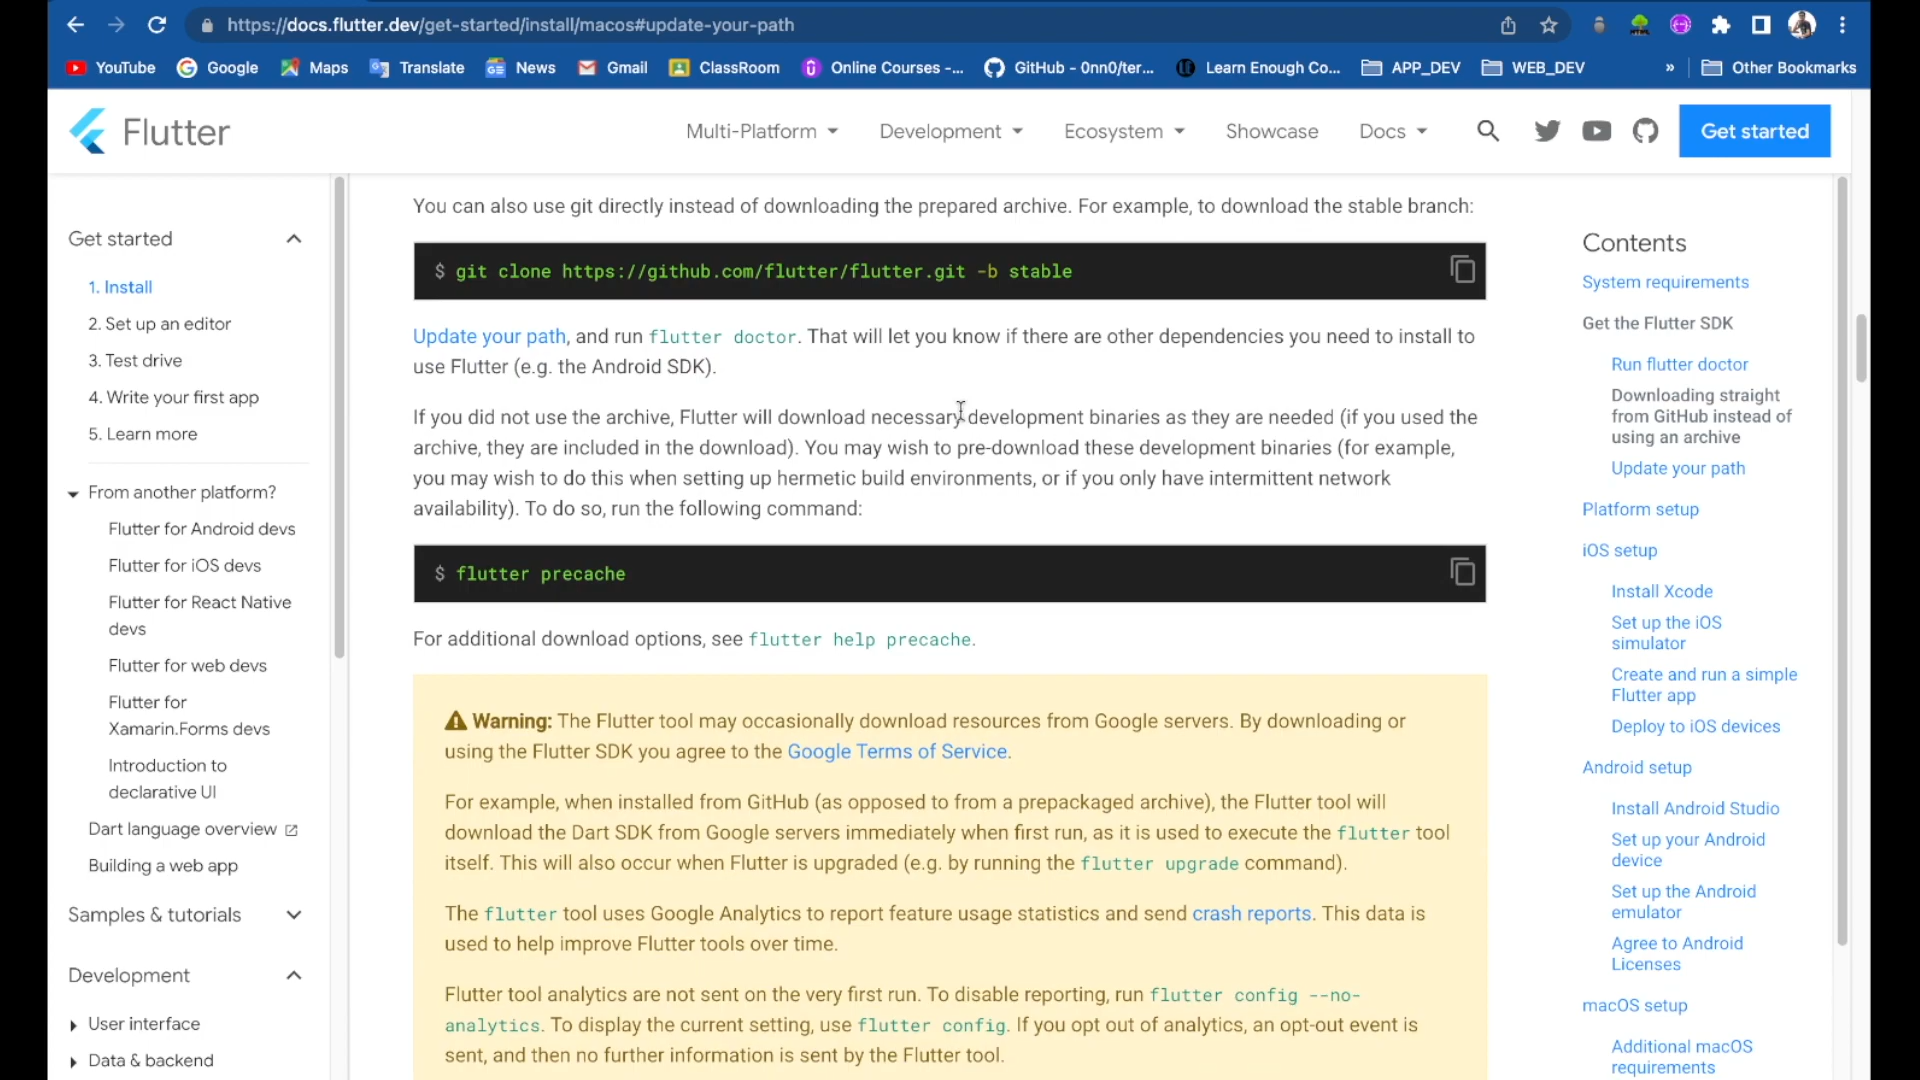 https://docs.flutter.dev/get-started/install/macos#update-your-path
YouTube
Google
Maps
Translate
News
Gmail
ClassRoom
Online Courses -...
GitHub - 0nn0/ter...
Learn Enough Co...
APP_DEV
WEB_DEV
»
Other Bookmarks
Flutter
Multi-Platform
Development
Ecosystem
Showcase
Docs
Get started
Get started
1. Install
2. Set up an editor
3. Test drive
4. Write your first app
5. Learn more
From another platform?
Flutter for Android devs
Flutter for iOS devs
Flutter for React Native
devs
Flutter for web devs
Flutter for
Xamarin.Forms devs
Introduction to
declarative UI
Dart language overview
Building a web app
Samples & tutorials
Development
User interface
Data & backend
You can also use git directly instead of downloading the prepared archive. For example, to download the stable branch:
$ git clone https://github.com/flutter/flutter.git -b stable
Update your path, and run flutter doctor. That will let you know if there are other dependencies you need to install to
use Flutter (e.g. the Android SDK).
If you did not use the archive, Flutter will download necessary development binaries as they are needed (if you used the
archive, they are included in the download). You may wish to pre-download these development binaries (for example,
you may wish to do this when setting up hermetic build environments, or if you only have intermittent network
availability). To do so, run the following command:
$ flutter precache
For additional download options, see flutter help precache.
Warning: The Flutter tool may occasionally download resources from Google servers. By downloading or
using the Flutter SDK you agree to the Google Terms of Service.
For example, when installed from GitHub (as opposed to from a prepackaged archive), the Flutter tool will
download the Dart SDK from Google servers immediately when first run, as it is used to execute the flutter tool
itself. This will also occur when Flutter is upgraded (e.g. by running the flutter upgrade command).
The flutter tool uses Google Analytics to report feature usage statistics and send crash reports. This data is
used to help improve Flutter tools over time.
Flutter tool analytics are not sent on the very first run. To disable reporting, run flutter config --no-
analytics. To display the current setting, use flutter config. If you opt out of analytics, an opt-out event is
sent, and then no further information is sent by the Flutter tool.
Contents
System requirements
Get the Flutter SDK
Run flutter doctor
Downloading straight
from GitHub instead of
using an archive
Update your path
Platform setup
iOS setup
Install Xcode
Set up the iOS
simulator
Create and run a simple
Flutter app
Deploy to iOS devices
Android setup
Install Android Studio
Set up your Android
device
Set up the Android
emulator
Agree to Android
Licenses
macOS setup
Additional macOS
requirements